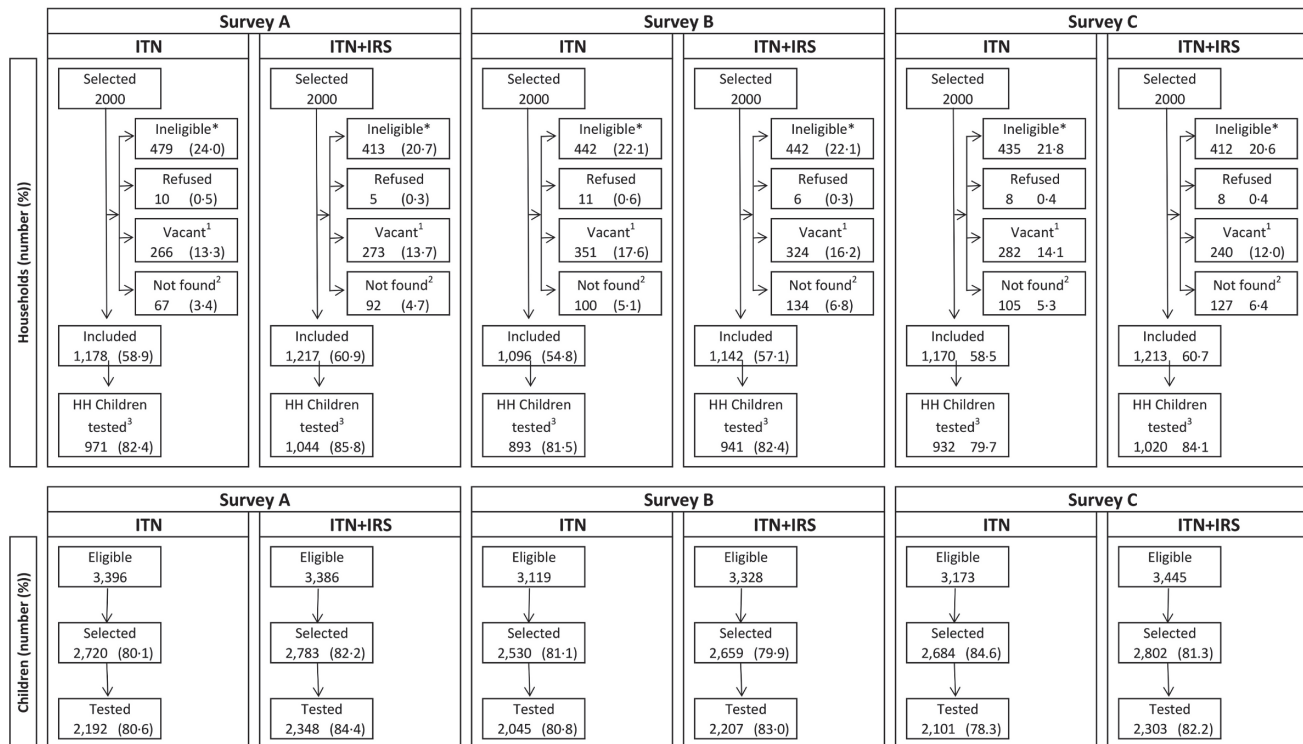 Survey A
Survey B
Survey C
ITN
ITN+IRS
ITN
ITN+IRS
ITN
ITN+IRS
Households (number (%))
Selected
2000
Ineligible*
479 (24·0)
Refused
10 (0·5)
Vacant1
266 (13·3)
Not found2
67 (3·4)
Included
1,178 (58·9)
HH Children
tested3
971 (82·4)
Selected
2000
Ineligible*
413 (20·7)
Refused
5 (0·3)
Vacant1
273 (13·7)
Not found2
92 (4·7)
Included
1,217 (60·9)
HH Children
tested3
1,044 (85·8)
Selected
2000
Ineligible*
442 (22·1)
Refused
11 (0·6)
Vacant1
351 (17·6)
Not found2
100 (5·1)
Included
1,096 (54·8)
HH Children
tested3
893 (81·5)
Selected
2000
Ineligible*
442 (22·1)
Refused
6 (0·3)
Vacant1
324 (16·2)
Not found2
134 (6·8)
Included
1,142 (57·1)
HH Children
tested3
941 (82·4)
Selected
2000
Ineligible*
435 21·8
Refused
8 0·4
Vacant1
282 14·1
Not found2
105 5·3
Included
1,170 58·5
HH Children
tested3
932 79·7
Selected
2000
Ineligible*
412 20·6
Refused
8 0·4
Vacant1
240 (12·0)
Not found2
127 6·4
Included
1,213 60·7
HH Children
tested3
1,020 84·1
Survey A
Survey B
Survey C
ITN
ITN+IRS
ITN
ITN+IRS
ITN
ITN+IRS
Children (number (%))
Eligible
3,396
Selected
2,720 (80·1)
Tested
2,192 (80·6)
Eligible
3,386
Selected
2,783 (82·2)
Tested
2,348 (84·4)
Eligible
3,119
Selected
2,530 (81·1)
Tested
2,045 (80·8)
Eligible
3,328
Selected
2,659 (79·9)
Tested
2,207 (83·0)
Eligible
3,173
Selected
2,684 (84.6)
Tested
2,101 (78.3)
Eligible
3,445
Selected
2,802 (81.3)
Tested
2,303 (82.2)